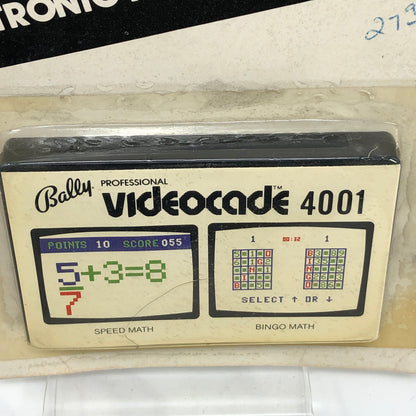 TRONIC
279
Bally PROFESSIONAL
VIDEOCADE™ 4001
POINTS 10 SCORE 055
5+3=8
7
1 1
SELECT ↑ OR ↓
SPEED MATH BINGO MATH